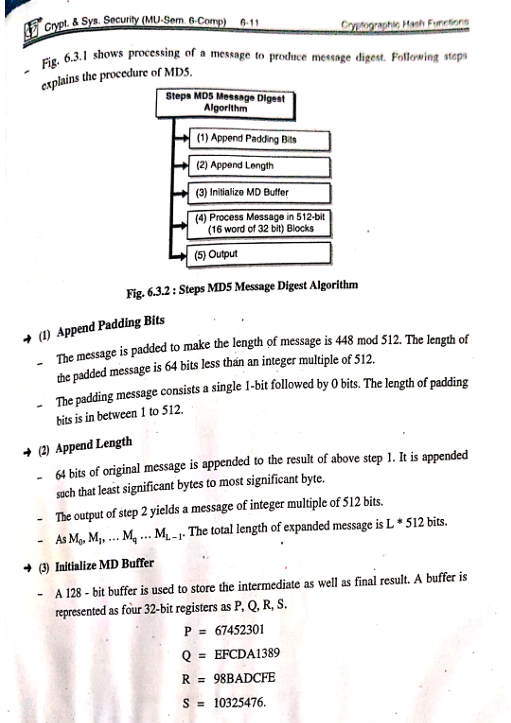 Crypt. & Sys. Security (MU-Sem. 6-Comp) 6-11 Cryptographic Hash Functions
- Fig. 6.3.1 shows processing of a message to produce message digest. Following steps
explains the procedure of MD5.
Steps MD5 Message Digest
Algorithm
(1) Append Padding Bits
(2) Append Length
(3) Initialize MD Buffer
(4) Process Message in 512-bit
(16 word of 32 bit) Blocks
(5) Output
Fig. 6.3.2 : Steps MD5 Message Digest Algorithm
➔ (1) Append Padding Bits
- The message is padded to make the length of message is 448 mod 512. The length of
the padded message is 64 bits less than an integer multiple of 512.
- The padding message consists a single 1-bit followed by 0 bits. The length of padding
bits is in between 1 to 512.
➔ (2) Append Length
- 64 bits of original message is appended to the result of above step 1. It is appended
such that least significant bytes to most significant byte.
- The output of step 2 yields a message of integer multiple of 512 bits.
- As M₀, M₁, ... M_q ... M_L₋₁. The total length of expanded message is L * 512 bits.
➔ (3) Initialize MD Buffer
- A 128 - bit buffer is used to store the intermediate as well as final result. A buffer is
represented as four 32-bit registers as P, Q, R, S.
P = 67452301
Q = EFCDA1389
R = 98BADCFE
S = 10325476.